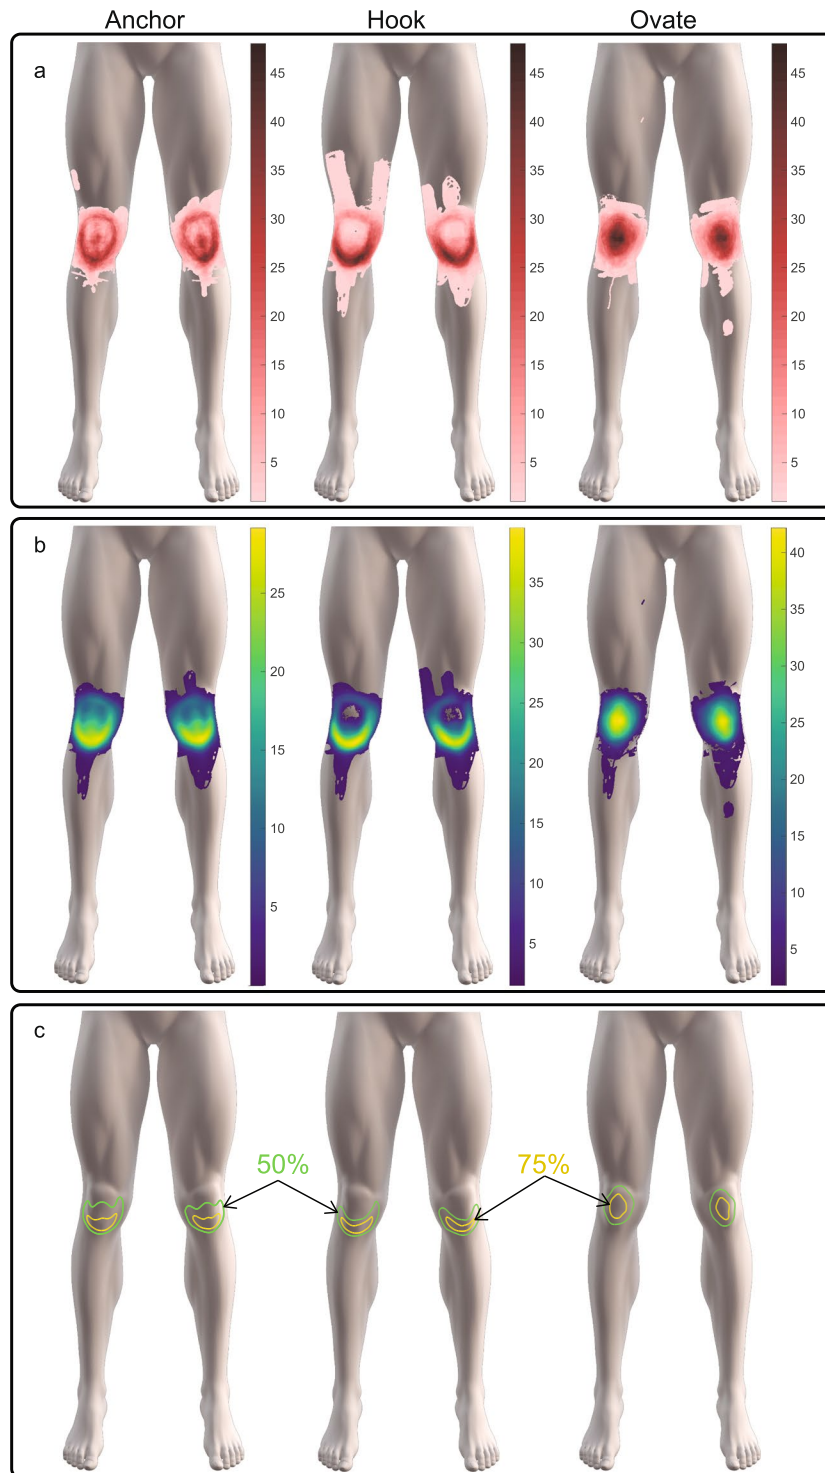 Anchor Hook Ovate
a
45 45 45
40 40 40
35 35 35
30 30 30
25 25 25
20 20 20
15 15 15
10 10 10
5 5 5
b
25 20 15 10 5
35 30 25 20 15 10 5
40 35 30 25 20 15 10 5
c
50% 75%